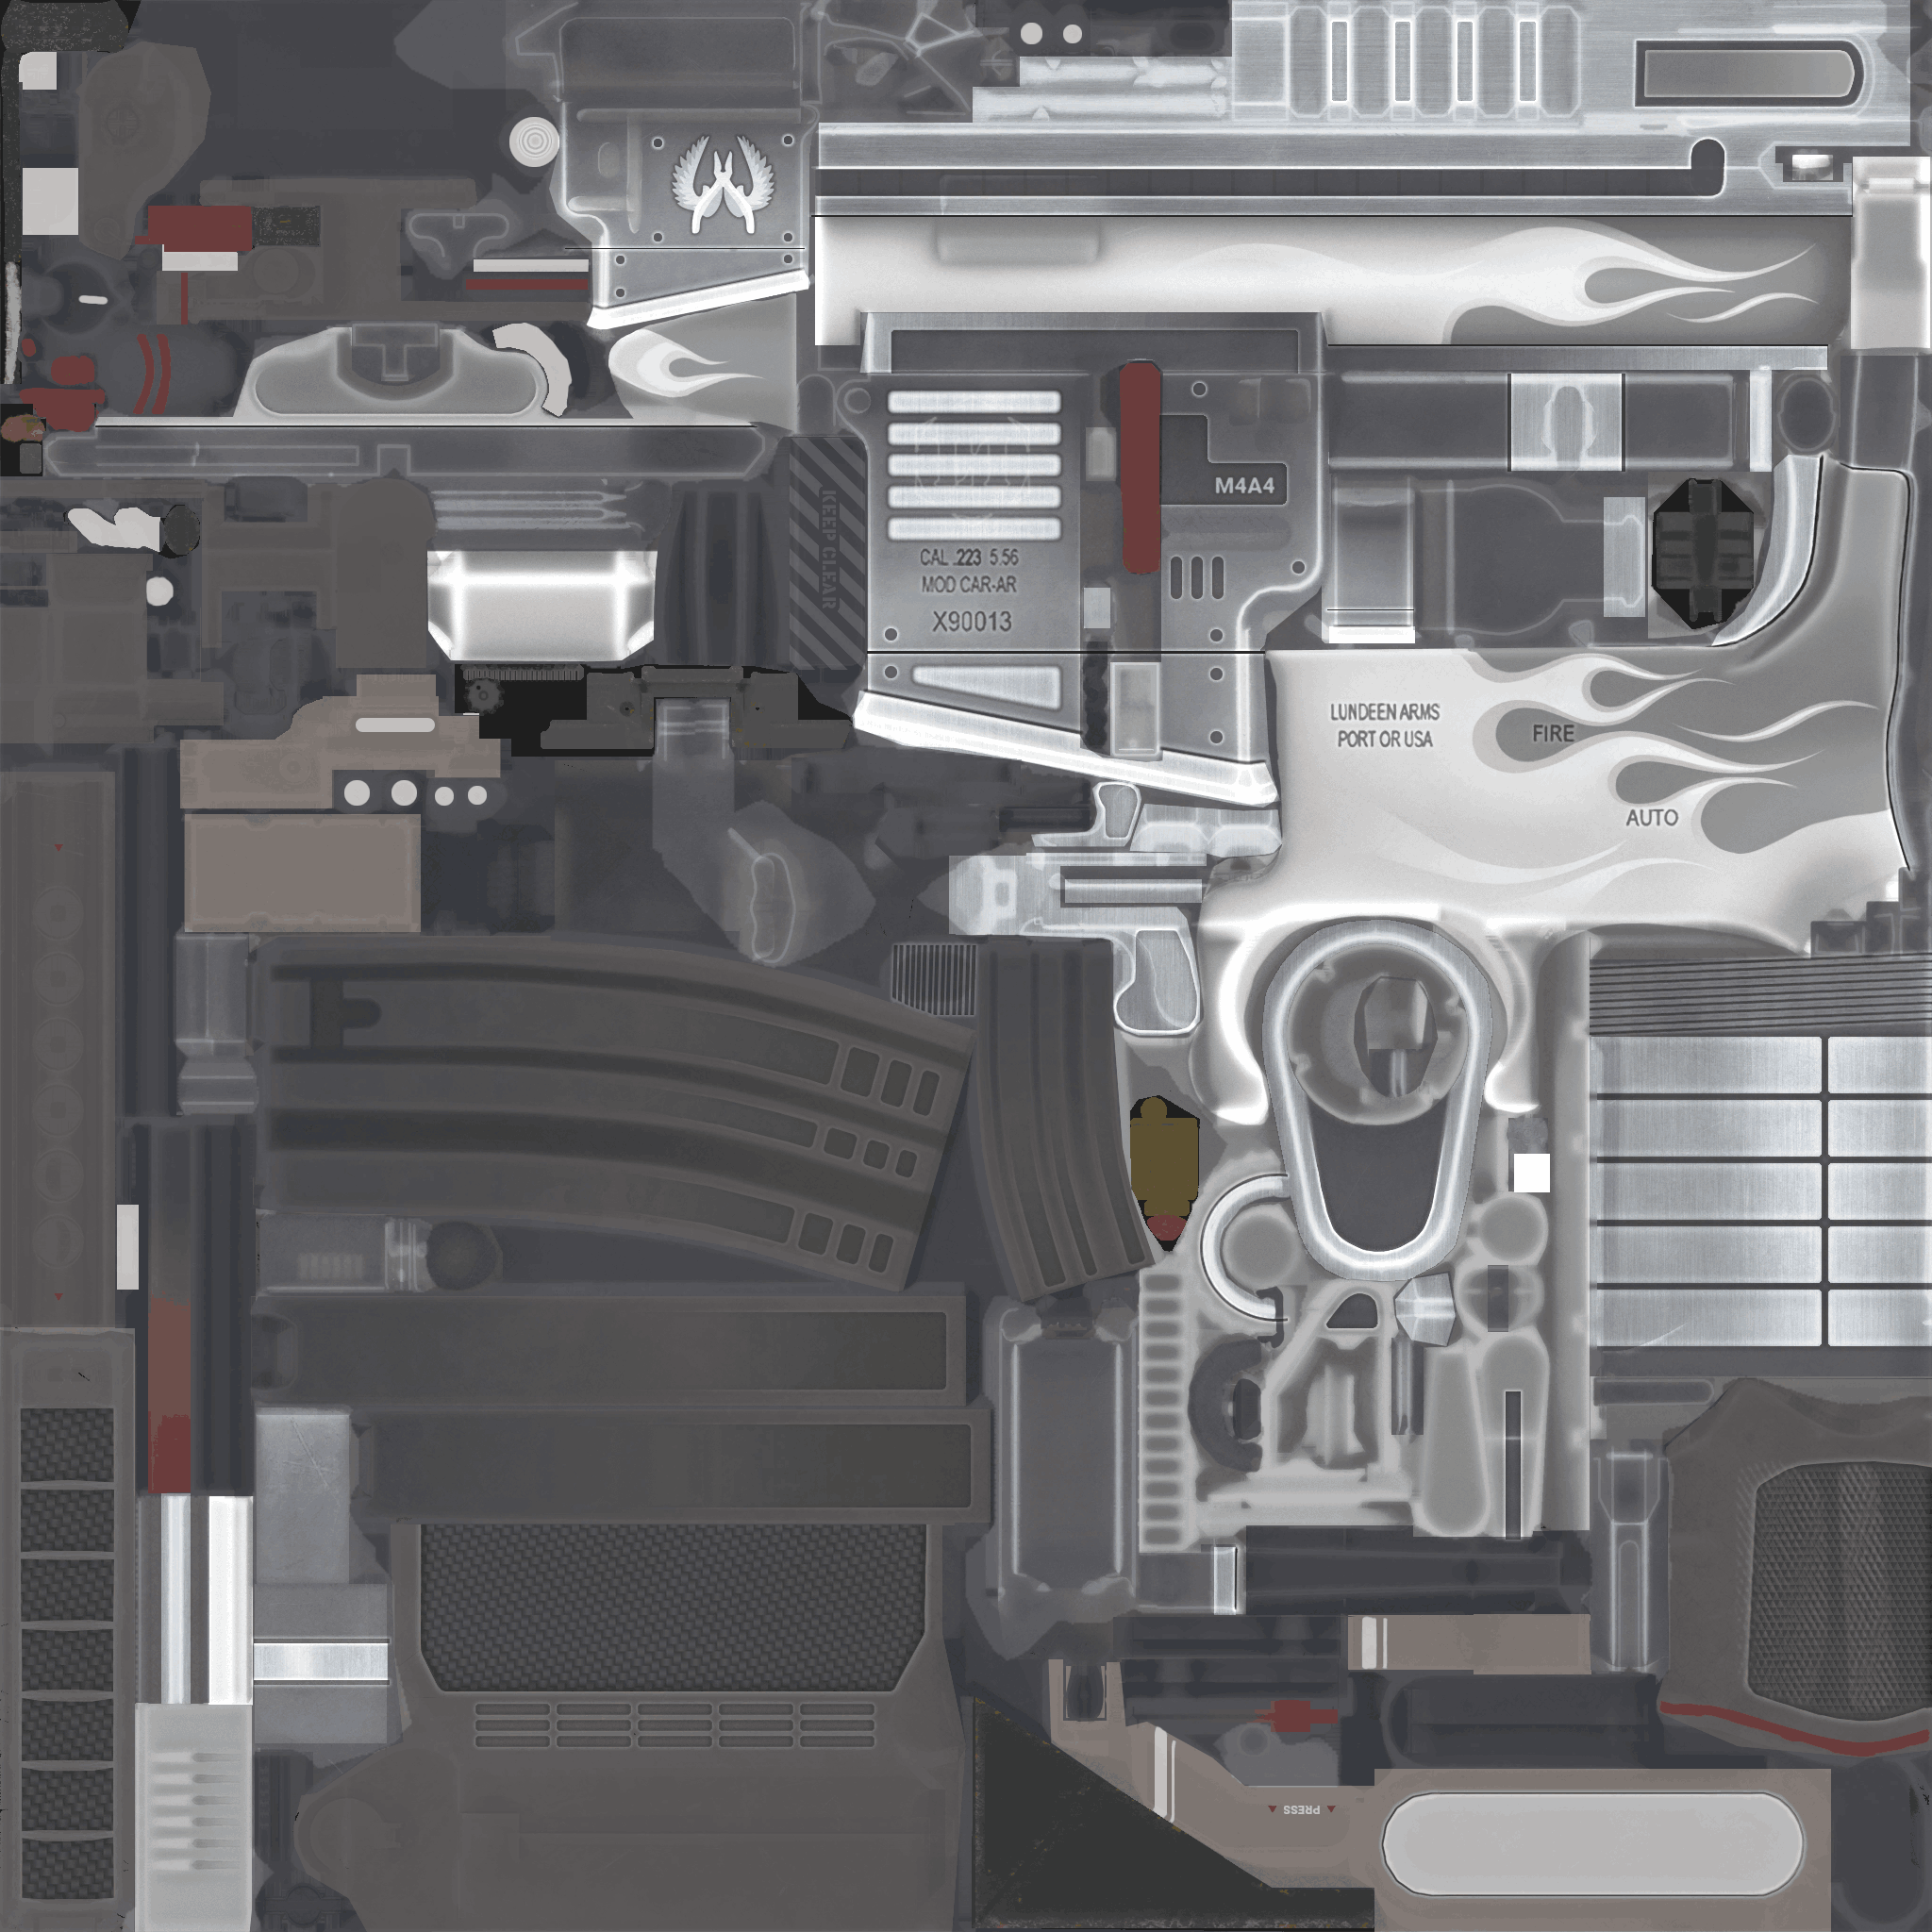 M4A4
KEEP CLEAR
CAL .223 5.56
MOD CAR-AR
X90013
LUNDEEN ARMS
PORT OR USA
FIRE
AUTO
PRESS